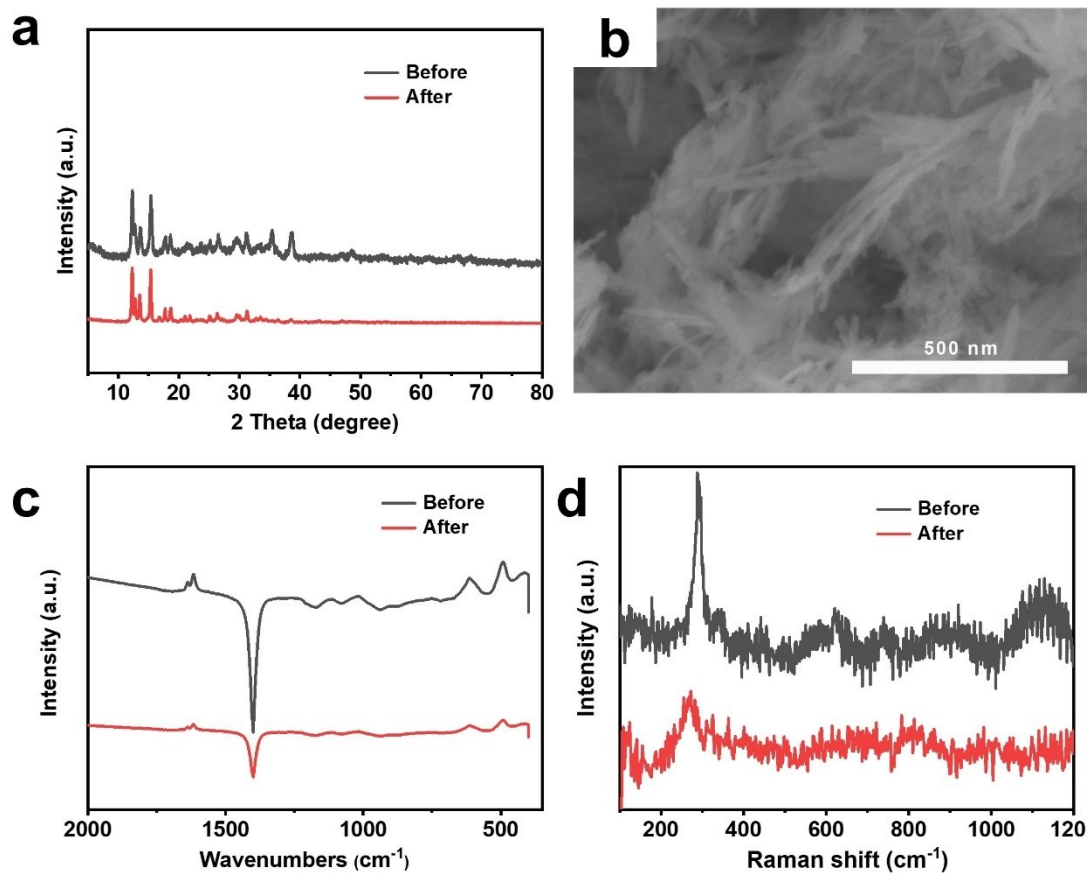 a
Before
After
Intensity (a.u.)
10 20 30 40 50 60 70 80
2 Theta (degree)
b
500 nm
c
Before
After
Intensity (a.u.)
2000 1500 1000 500
Wavenumbers (cm⁻¹)
d
Before
After
Intensity (a.u.)
200 400 600 800 1000 120
Raman shift (cm⁻¹)